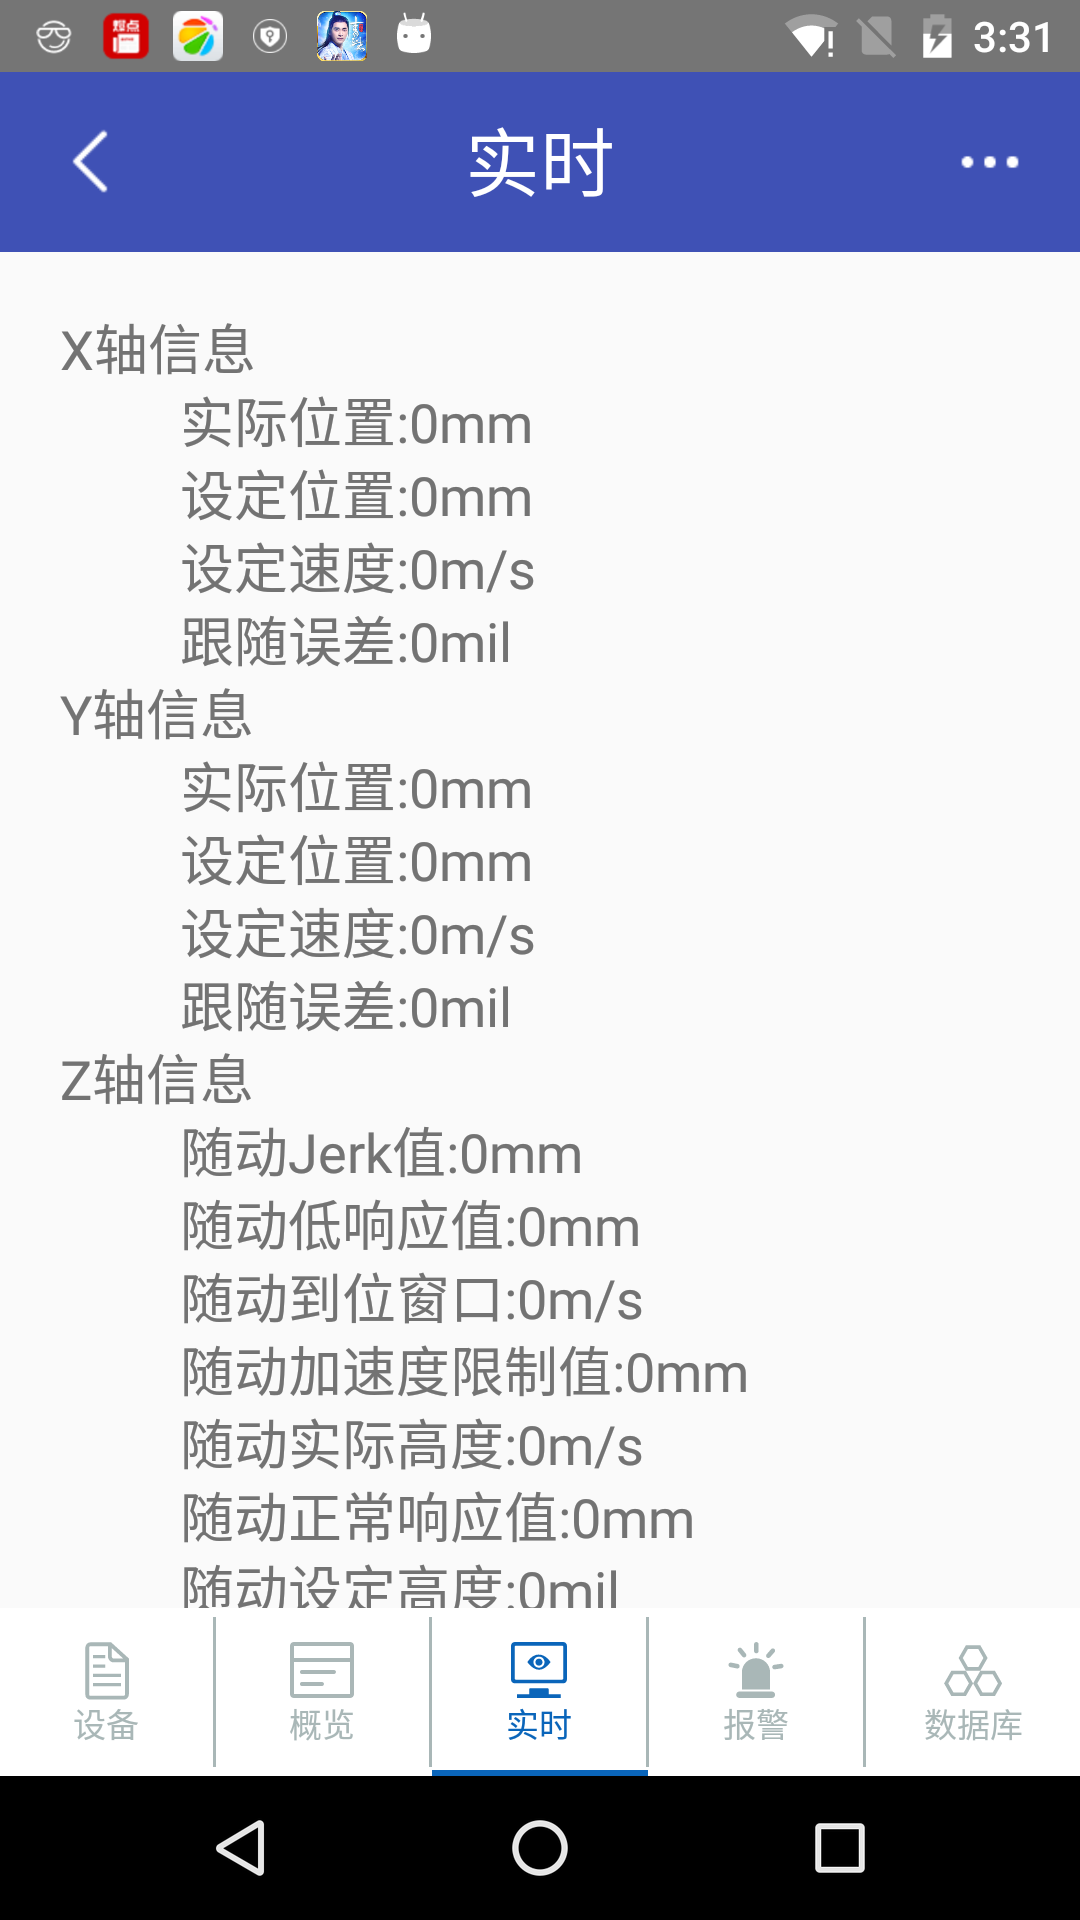 3:31
实时
X轴信息
实际位置:0mm
设定位置:0mm
设定速度:0m/s
跟随误差:0mil
Y轴信息
实际位置:0mm
设定位置:0mm
设定速度:0m/s
跟随误差:0mil
Z轴信息
随动Jerk值:0mm
随动低响应值:0mm
随动到位窗口:0m/s
随动加速度限制值:0mm
随动实际高度:0m/s
随动正常响应值:0mm
随动设定高度:0mil
设备 概览 实时 报警 数据库